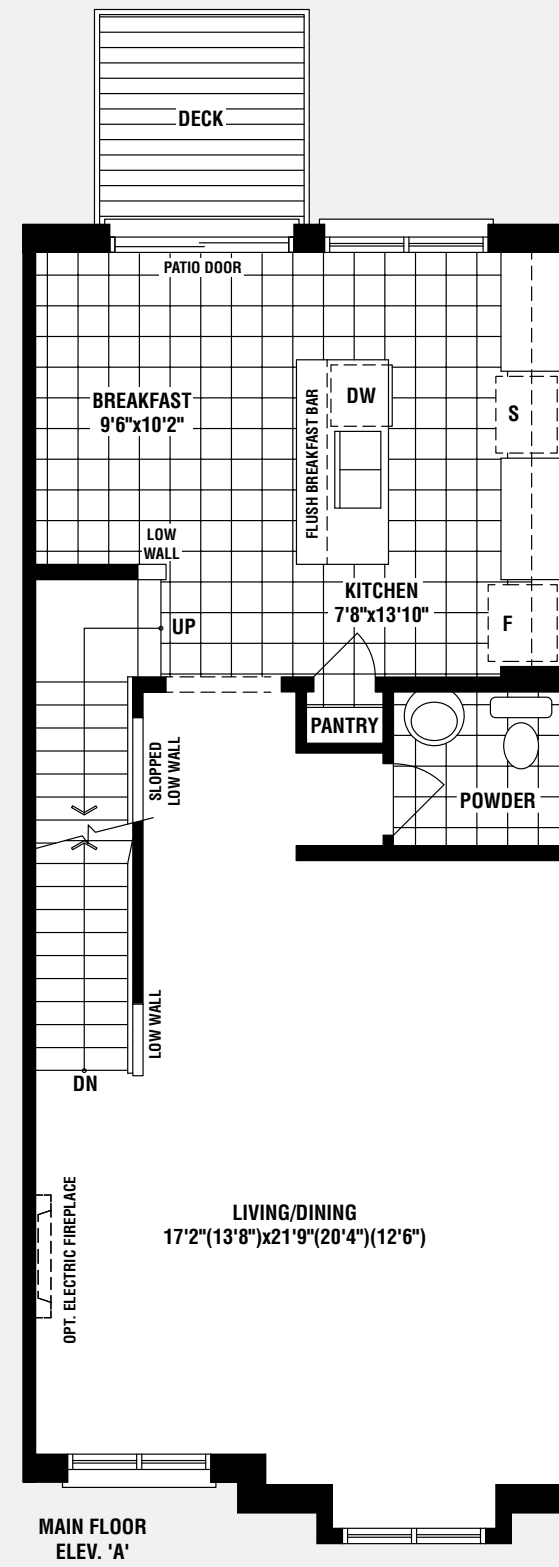 DECK
PATIO DOOR
BREAKFAST
9'6"x10'2"
FLUSH BREAKFAST BAR
DW
S
LOW
WALL
KITCHEN
7'8"x13'10"
UP
F
PANTRY
SLOPPED
LOW WALL
POWDER
LOW WALL
DN
OPT. ELECTRIC FIREPLACE
LIVING/DINING
17'2"(13'8")x21'9"(20'4")(12'6")
MAIN FLOOR
ELEV. 'A'